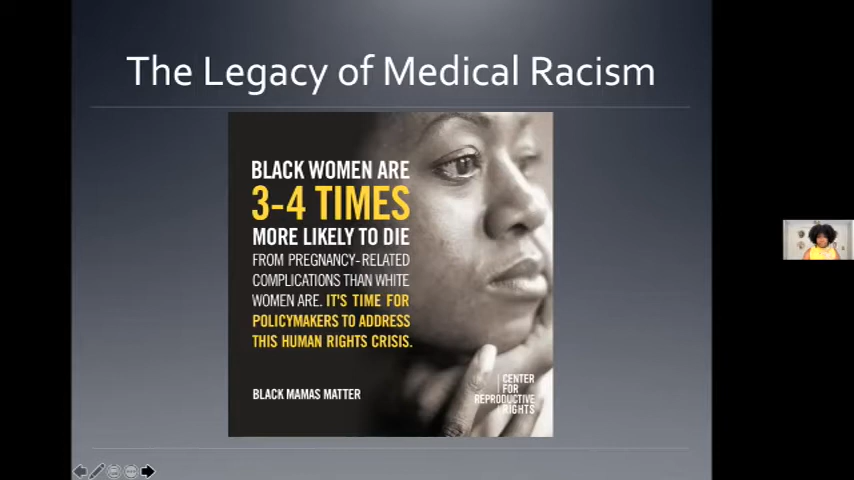 The Legacy of Medical Racism
BLACK WOMEN ARE
3-4 TIMES
MORE LIKELY TO DIE
FROM PREGNANCY-RELATED
COMPLICATIONS THAN WHITE
WOMEN ARE. IT'S TIME FOR
POLICYMAKERS TO ADDRESS
THIS HUMAN RIGHTS CRISIS.
BLACK MAMAS MATTER
CENTER
FOR
REPRODUCTIVE
RIGHTS